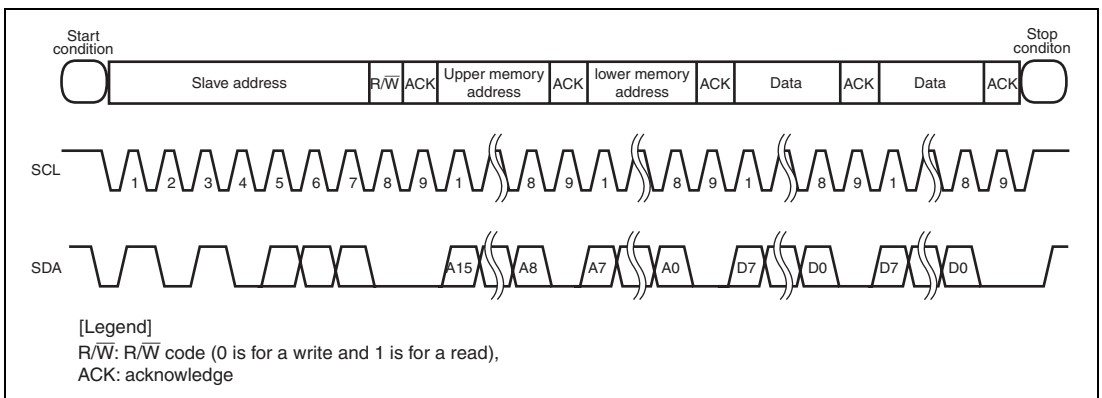 Start
condition
Stop
conditon
Slave address R/W̅ ACK Upper memory address ACK lower memory address ACK Data ACK Data ACK
SCL 1 2 3 4 5 6 7 8 9 1 8 9 1 8 9 1 8 9 1 8 9
SDA A15 A8 A7 A0 D7 D0 D7 D0
[Legend]
R/W̅: R/W̅ code (0 is for a write and 1 is for a read),
ACK: acknowledge